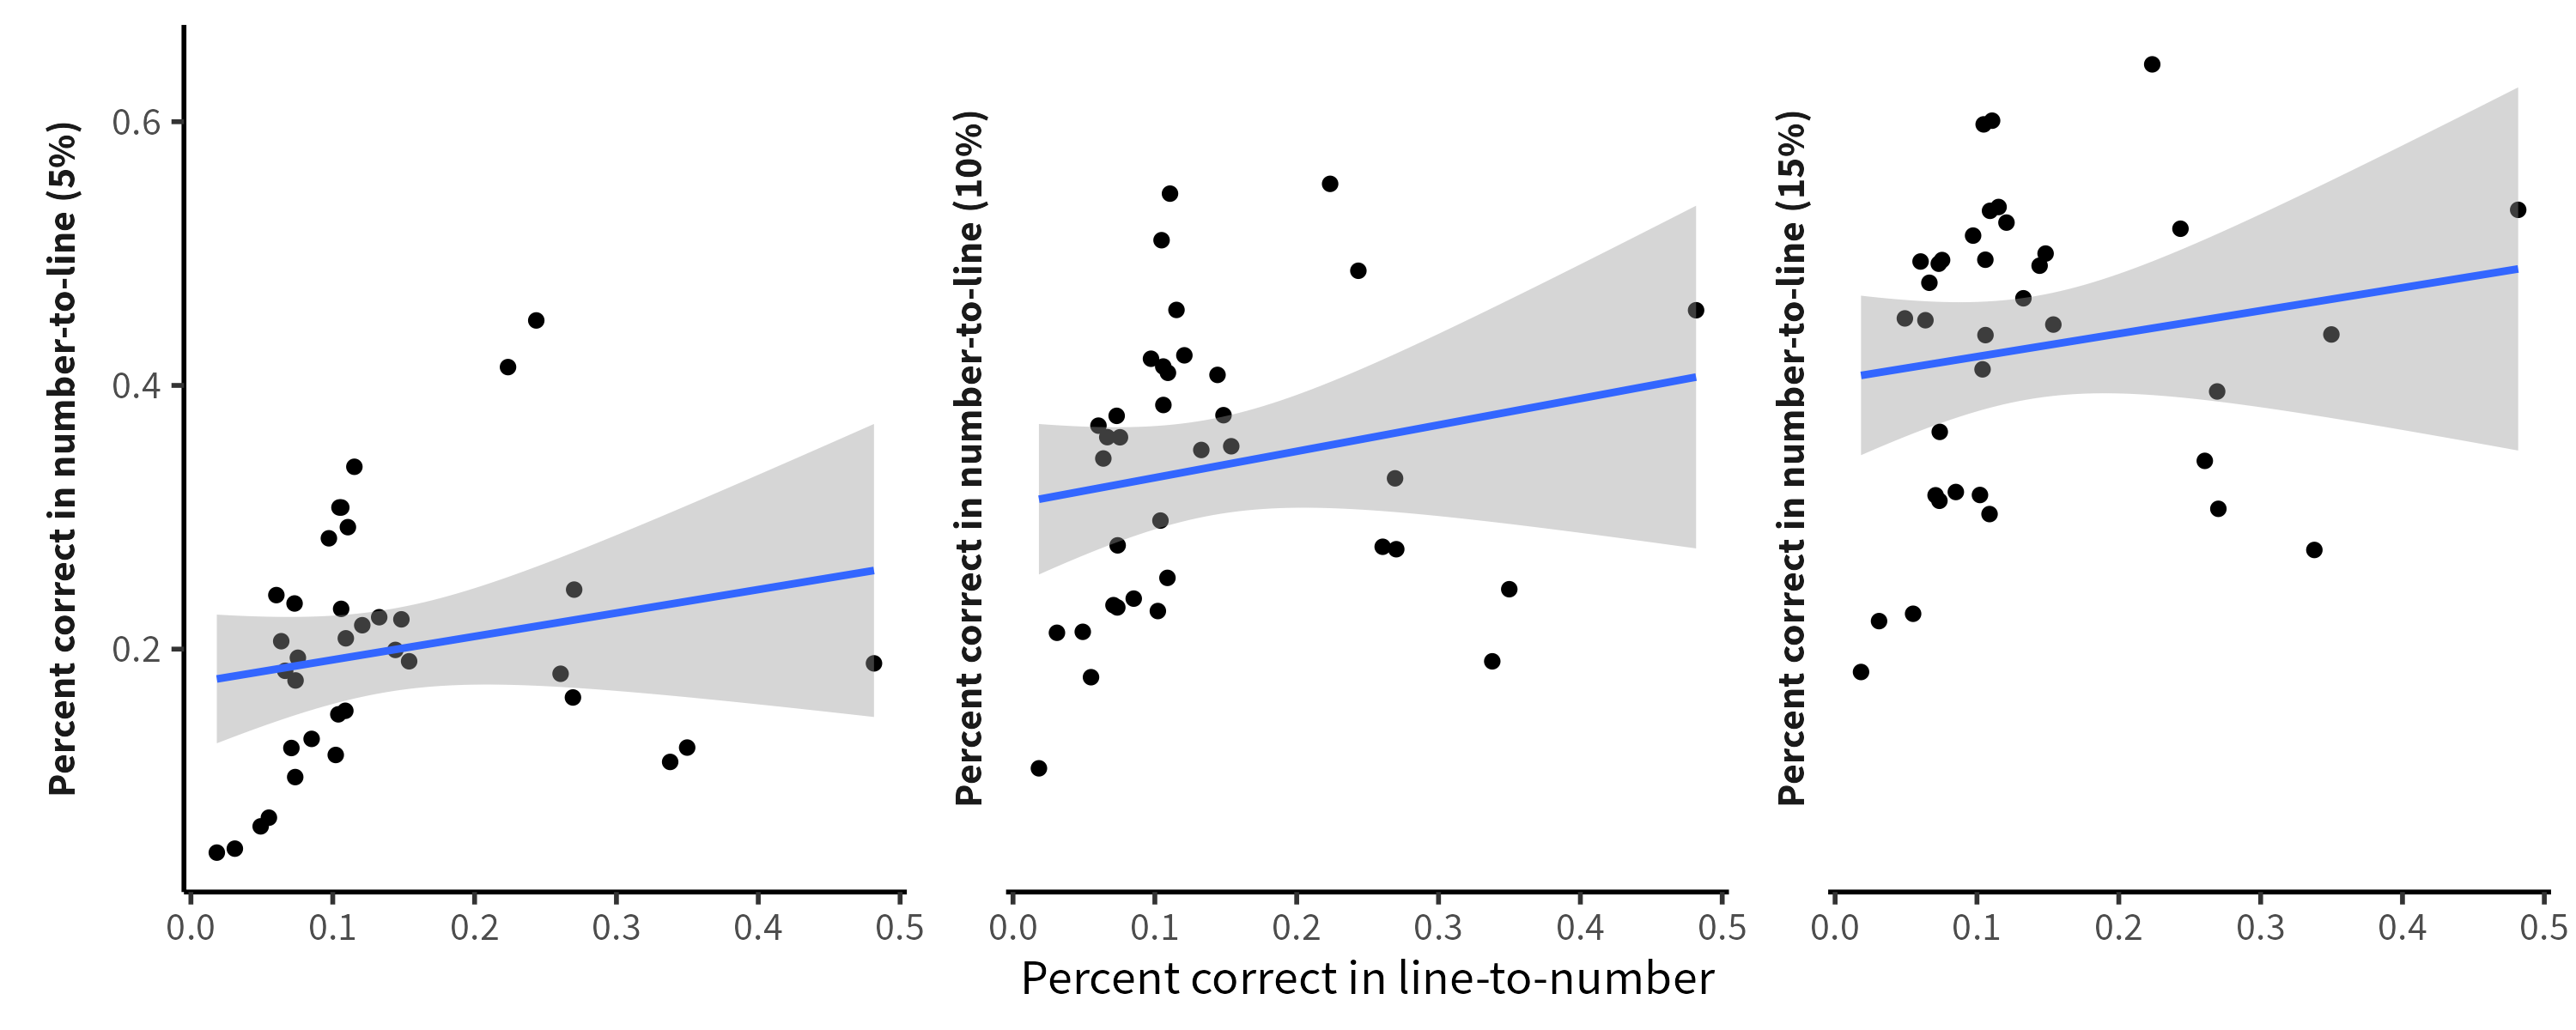 Percent correct in number-to-line (5%)
0.6
0.4
0.2
0.0 0.1 0.2 0.3 0.4 0.5
Percent correct in number-to-line (10%)
0.0 0.1 0.2 0.3 0.4 0.5
Percent correct in number-to-line (15%)
0.0 0.1 0.2 0.3 0.4 0.5
Percent correct in line-to-number